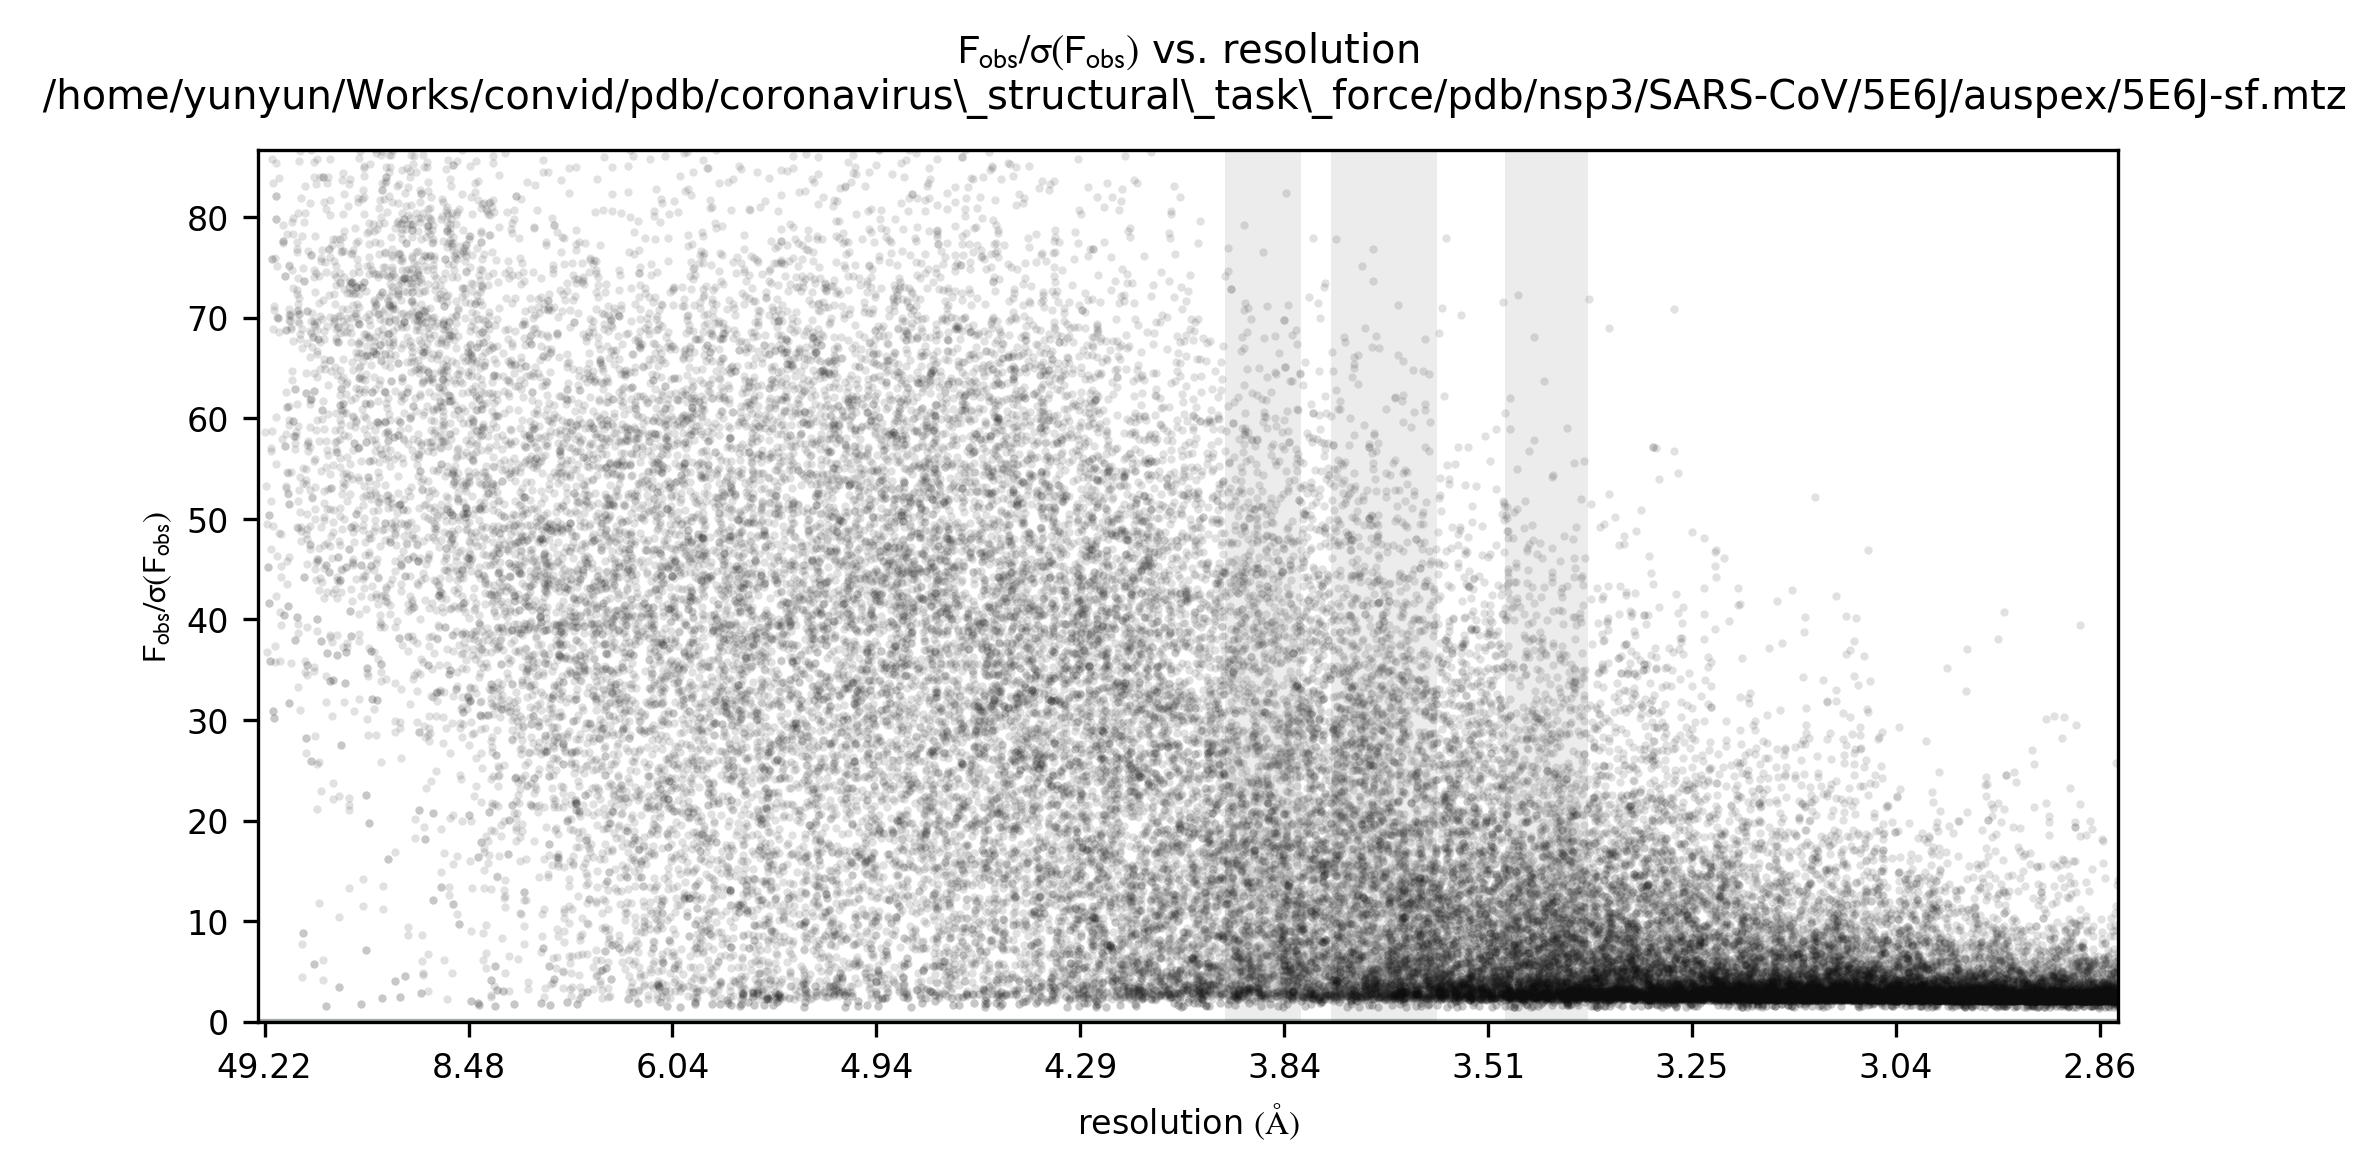 Fobs/σ(Fobs) vs. resolution
/home/yunyun/Works/convid/pdb/coronavirus\_structural\_task\_force/pdb/nsp3/SARS-CoV/5E6J/auspex/5E6J-sf.mtz
Fobs/σ(Fobs)
80
70
60
50
40
30
20
10
0
49.22 8.48 6.04 4.94 4.29 3.84 3.51 3.25 3.04 2.86
resolution (Å)